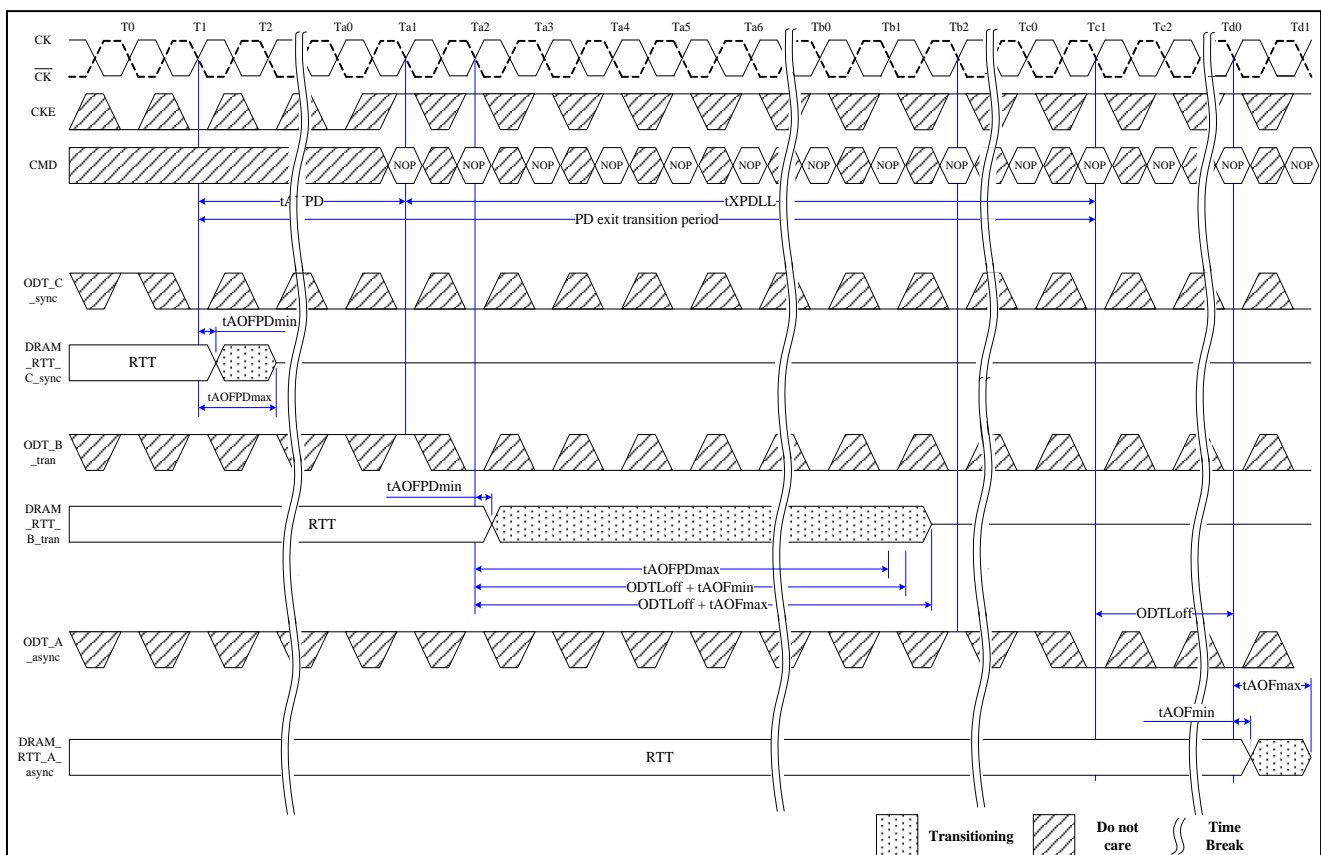 T0 T1 T2 Ta0 Ta1 Ta2 Ta3 Ta4 Ta5 Ta6 Tb0 Tb1 Tb2 Tc0 Tc1 Tc2 Td0 Td1
CK
CK
CKE
CMD
NOP NOP NOP NOP NOP NOP NOP NOP NOP NOP NOP NOP NOP NOP
tXPDLL
PD exit transition period
ODT_C
_sync
tAOFPDmin
DRAM
_RTT_
C_sync
RTT
tAOFPDmax
ODT_B
_tran
tAOFPDmin
DRAM
_RTT_
B_tran
RTT
tAOFPDmax
ODTLoff + tAOFmin
ODTLoff + tAOFmax
ODTLoff
ODT_A
_async
tAOFmax
tAOFmin
DRAM_
RTT_A_
async
RTT
Transitioning
Do not
care
Time
Break